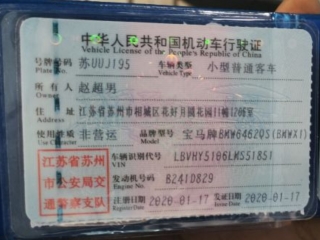 中华人民共和国机动车行驶证
Vehicle License of the People's Republic of China
号牌号码 苏UUJ195 车辆类型 小型普通客车
Plate No. Vehicle Type
所有人 赵超男
Owner
住址 江苏省苏州市相城区花好月圆花园11幢1206室
Address
使用性质 非营运 品牌型号 宝马牌BMW6462QS(BMWX1)
Use Character Model
江苏省苏州市公安局交通警察支队
车辆识别代号 LBVHY5106LMS51851
VIN
发动机号码 B241D829
Engine No.
注册日期 2020-01-17 发证日期 2020-01-17
Register Date Issue Date